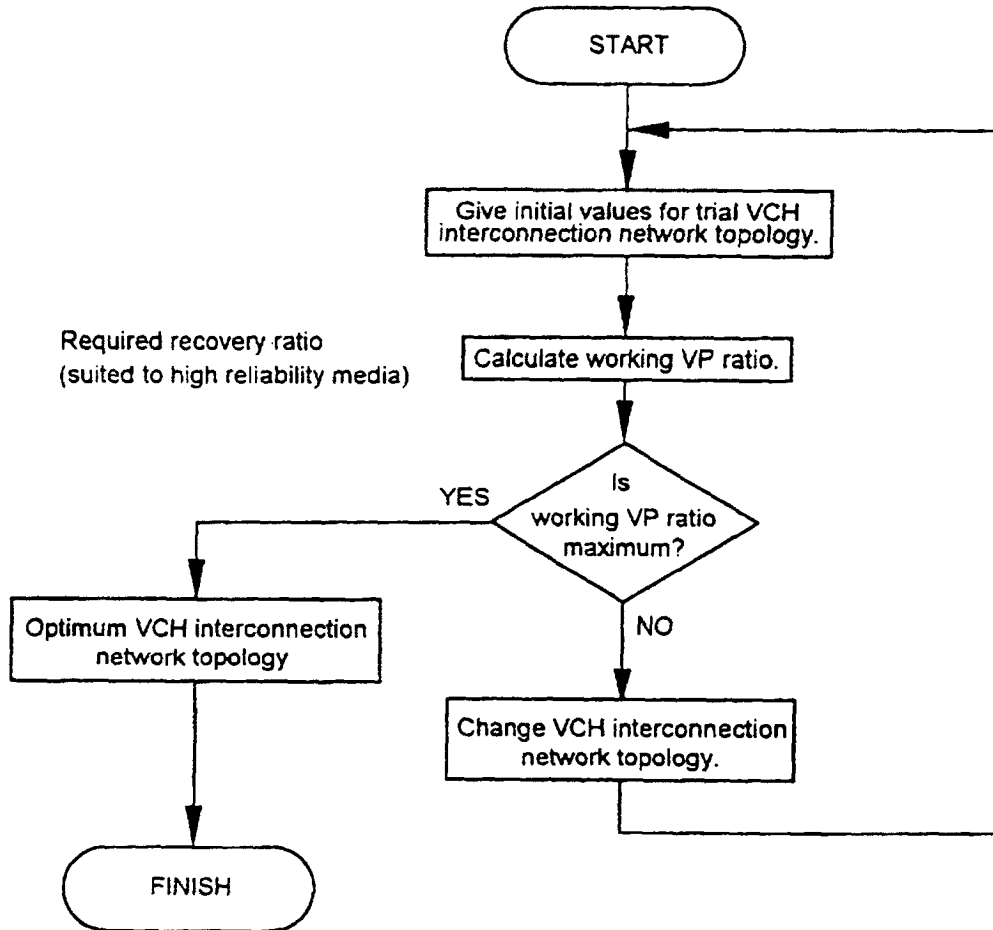 START
Give initial values for trial VCH
interconnection network topology.
Required recovery ratio
(suited to high reliability media)
Calculate working VP ratio.
YES
Is
working VP ratio
maximum?
Optimum VCH interconnection
network topology
NO
Change VCH interconnection
network topology.
FINISH